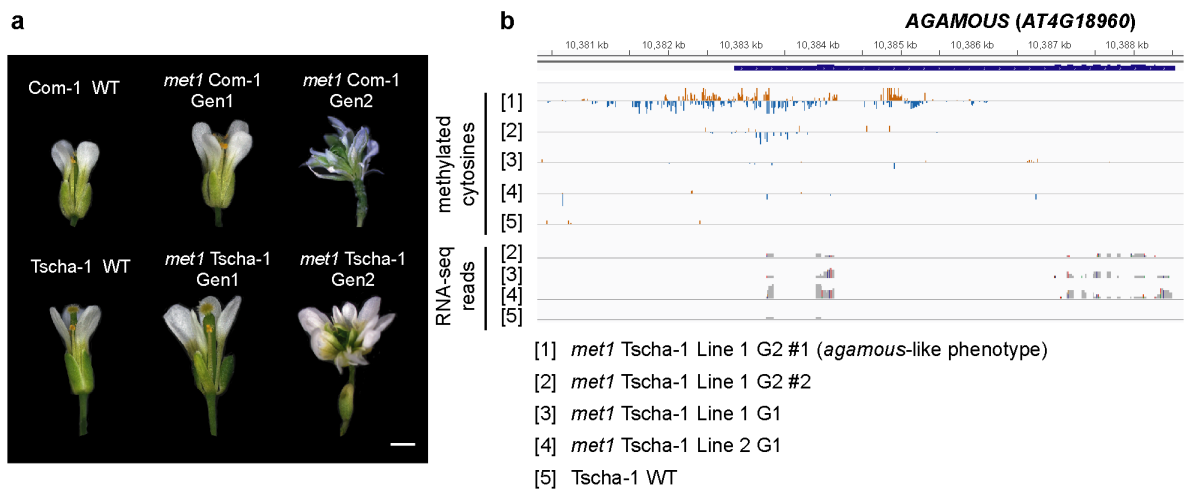 a
Com-1 WT
met1 Com-1
Gen1
met1 Com-1
Gen2
Tscha-1 WT
met1 Tscha-1
Gen1
met1 Tscha-1
Gen2
b
AGAMOUS (AT4G18960)
10,381 kb 10,382 kb 10,383 kb 10,384 kb 10,385 kb 10,386 kb 10,387 kb 10,388 kb
methylated
cytosines
[1]
[2]
[3]
[4]
[5]
RNA-seq
reads
[2]
[3]
[4]
[5]
[1] met1 Tscha-1 Line 1 G2 #1 (agamous-like phenotype)
[2] met1 Tscha-1 Line 1 G2 #2
[3] met1 Tscha-1 Line 1 G1
[4] met1 Tscha-1 Line 2 G1
[5] Tscha-1 WT